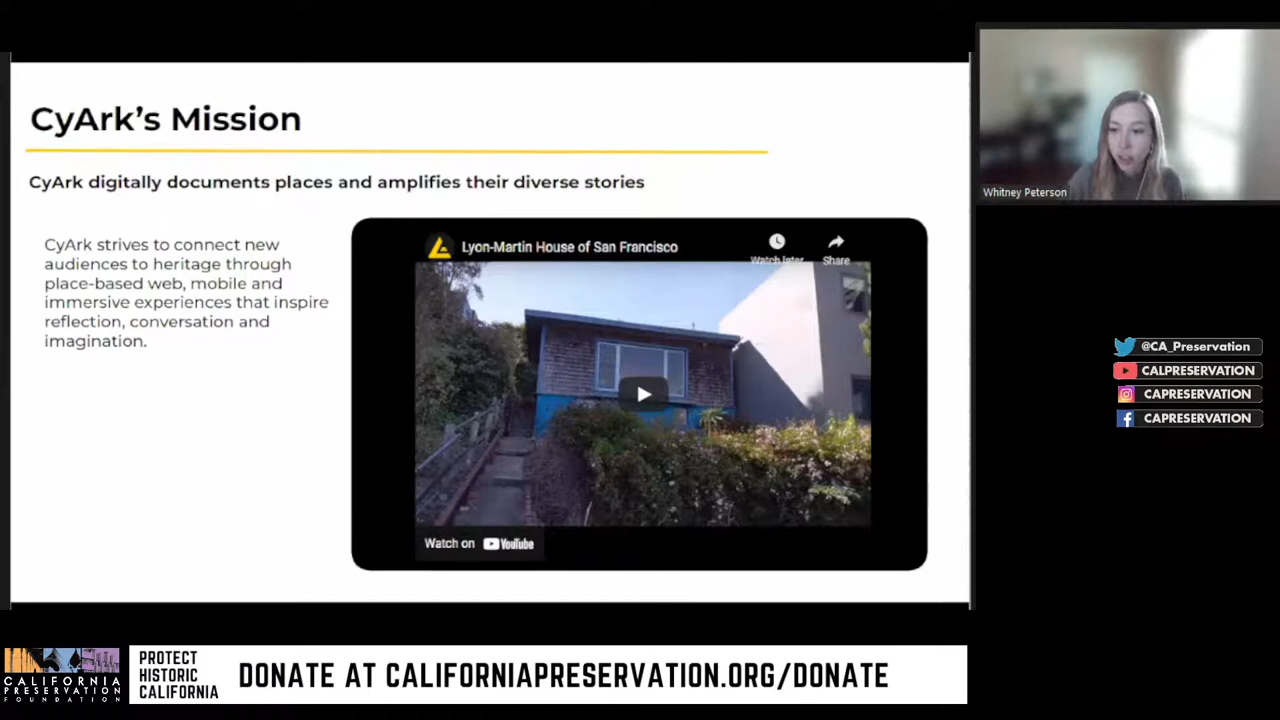 CyArk's Mission
CyArk digitally documents places and amplifies their diverse stories
CyArk strives to connect new
audiences to heritage through
place-based web, mobile and
immersive experiences that inspire
reflection, conversation and
imagination.
Lyon-Martin House of San Francisco
Watch later
Share
Watch on YouTube
Whitney Peterson
@CA_Preservation
CALPRESERVATION
CAPRESERVATION
CAPRESERVATION
CALIFORNIA
PRESERVATION
FOUNDATION
PROTECT
HISTORIC
CALIFORNIA
DONATE AT CALIFORNIAPRESERVATION.ORG/DONATE